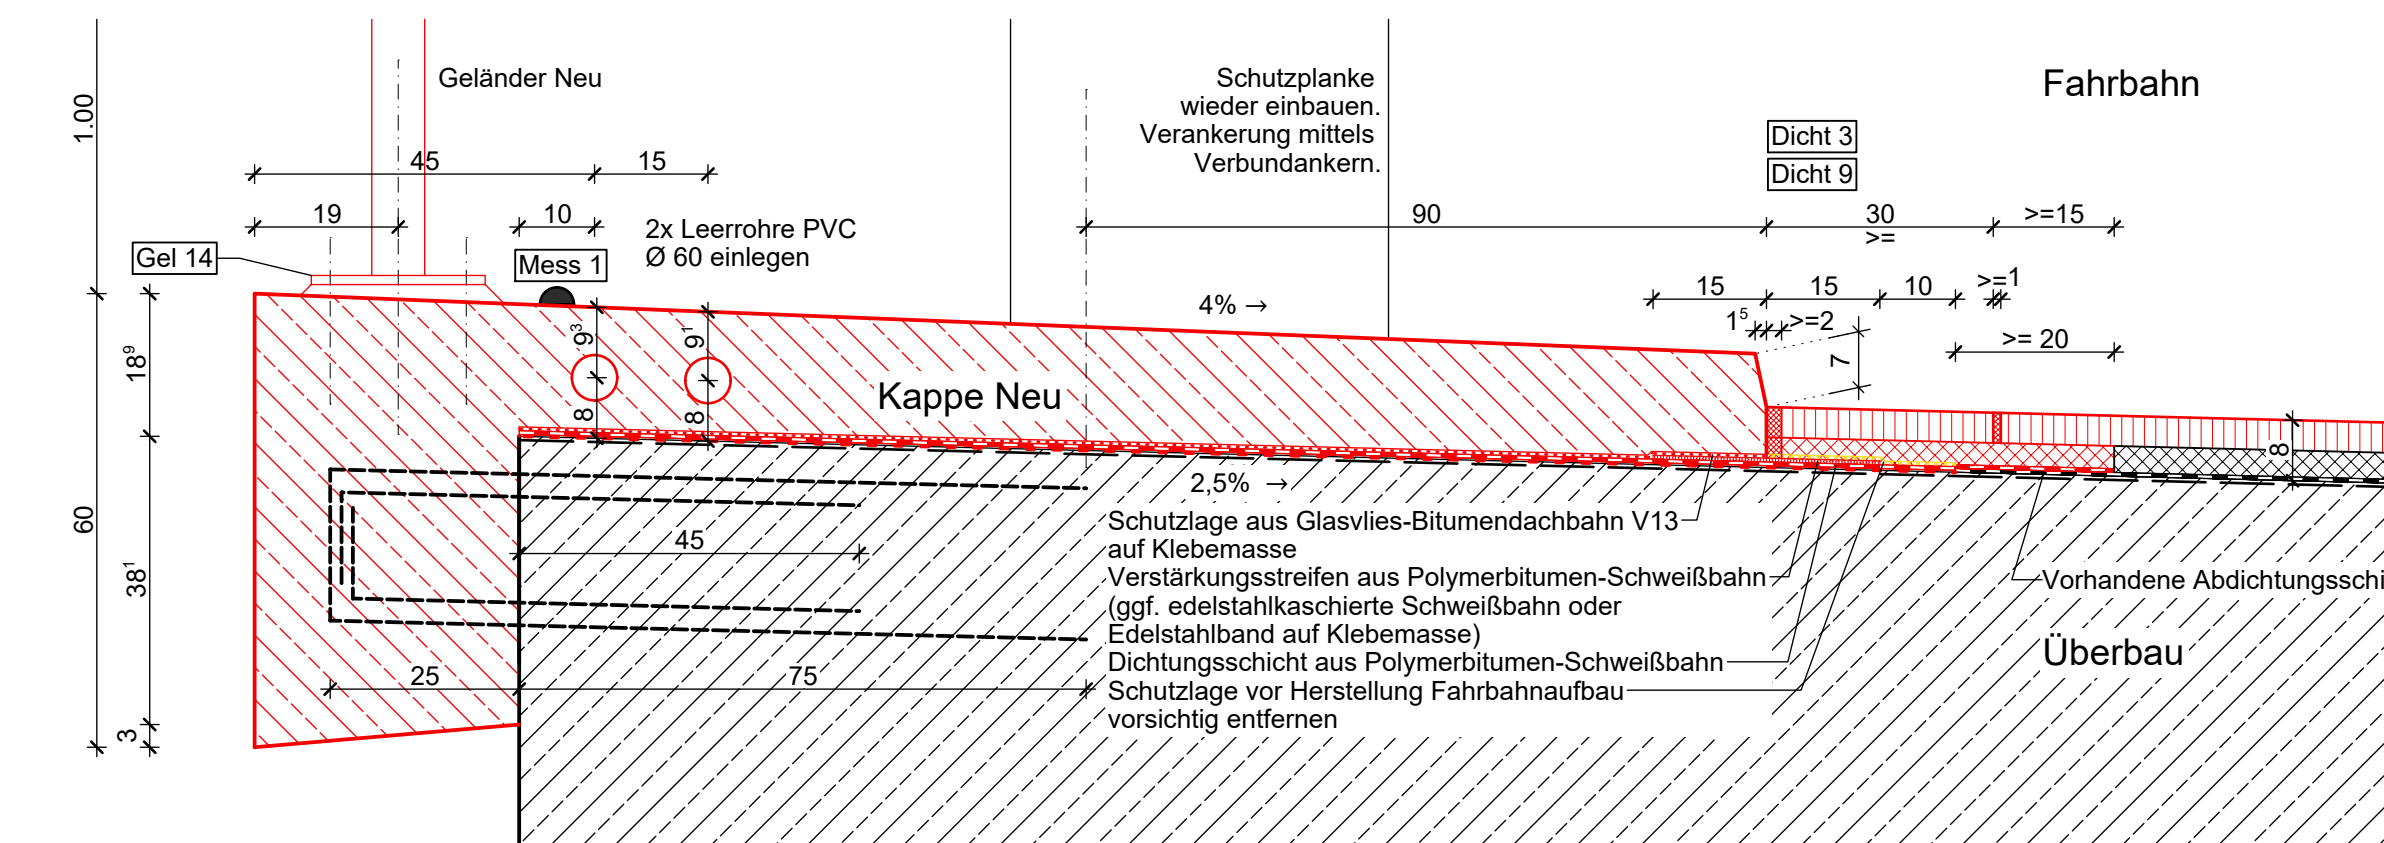 Geländer Neu
Schutzplanke
wieder einbauen.
Verankerung mittels
Verbundankern.
Fahrbahn
1.00
Dicht 3
Dicht 9
45
15
19
10
2x Leerrohre PVC
Ø 60 einlegen
90
30
>=
>=15
Gel 14
Mess 1
15
15
10
>=1
4% →
1⁵
>=2
>= 20
7
9³
9¹
18⁹
8
8
Kappe Neu
8
2,5% →
60
Schutzlage aus Glasvlies-Bitumendachbahn V13
auf Klebemasse
Verstärkungsstreifen aus Polymerbitumen-Schweißbahn
(ggf. edelstahlkaschierte Schweißbahn oder
Edelstahlband auf Klebemasse)
Dichtungsschicht aus Polymerbitumen-Schweißbahn
Schutzlage vor Herstellung Fahrbahnaufbau
vorsichtig entfernen
Vorhandene Abdichtungsschi
Überbau
45
38¹
25
75
3